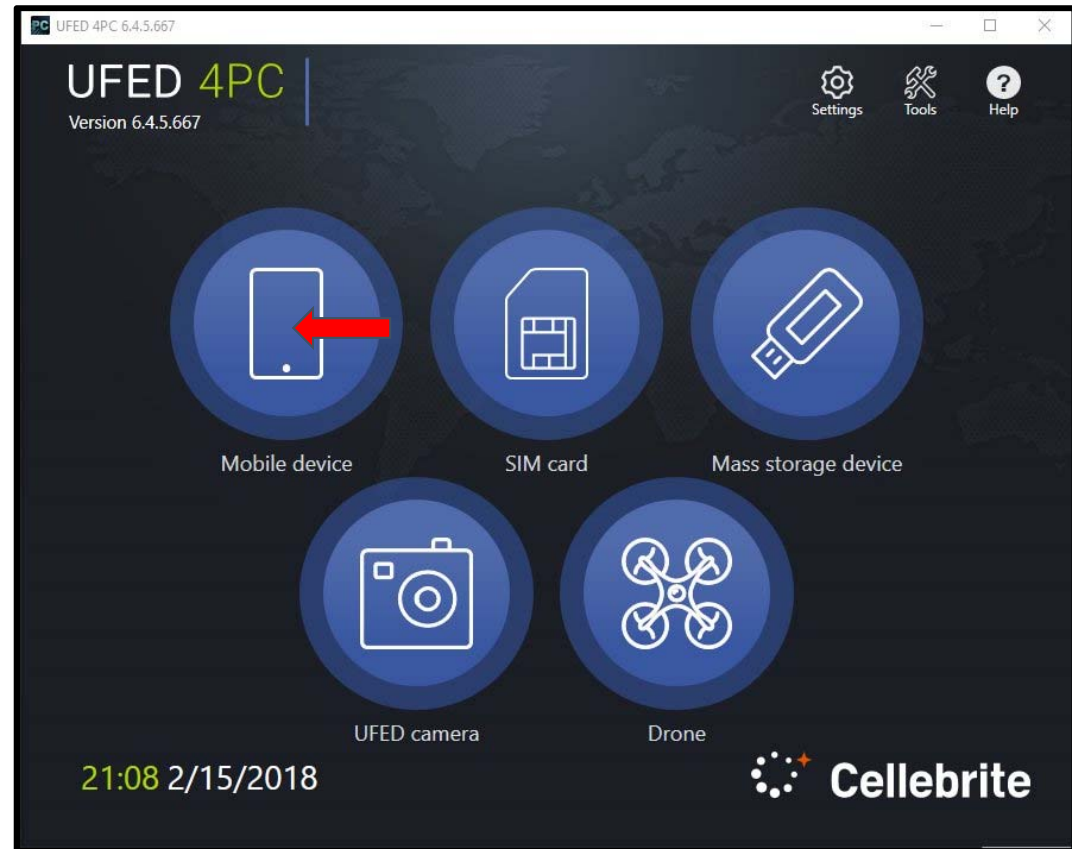 PC UFED 4PC 6.4.5.667
UFED 4PC
Version 6.4.5.667
Settings Tools ? Help
Mobile device SIM card Mass storage device
UFED camera Drone
21:08 2/15/2018
Cellebrite